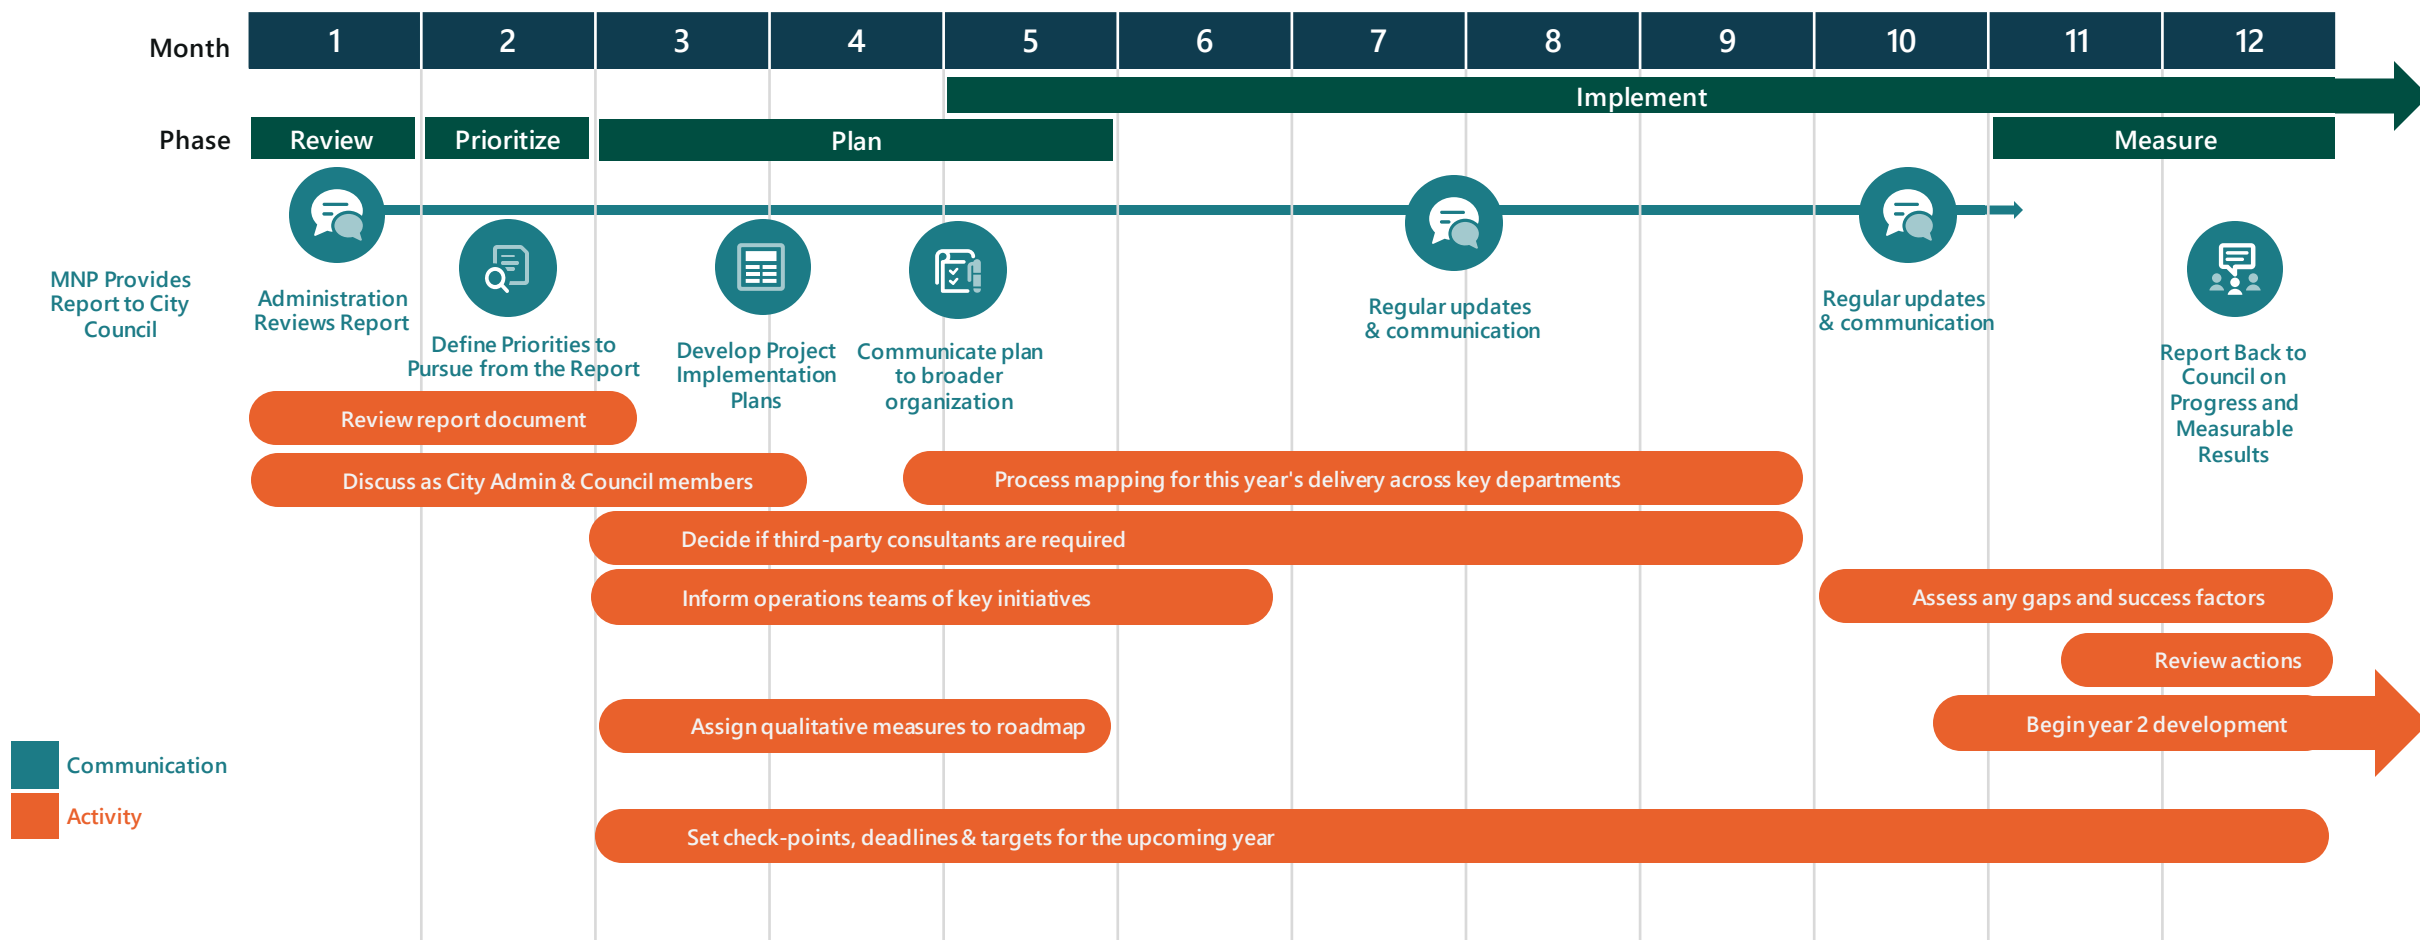 Month
1
2
3
4
5
6
7
8
9
10
11
12
Implement
Phase
Review
Prioritize
Plan
Measure
MNP Provides
Report to City
Council
Administration
Reviews Report
Define Priorities to
Pursue from the Report
Develop Project
Implementation
Plans
Communicate plan
to broader
organization
Regular updates
& communication
Regular updates
& communication
Report Back to
Council on
Progress and
Measurable
Results
Review report document
Discuss as City Admin & Council members
Process mapping for this year's delivery across key departments
Decide if third-party consultants are required
Inform operations teams of key initiatives
Assess any gaps and success factors
Review actions
Assign qualitative measures to roadmap
Begin year 2 development
Communication
Activity
Set check-points, deadlines & targets for the upcoming year